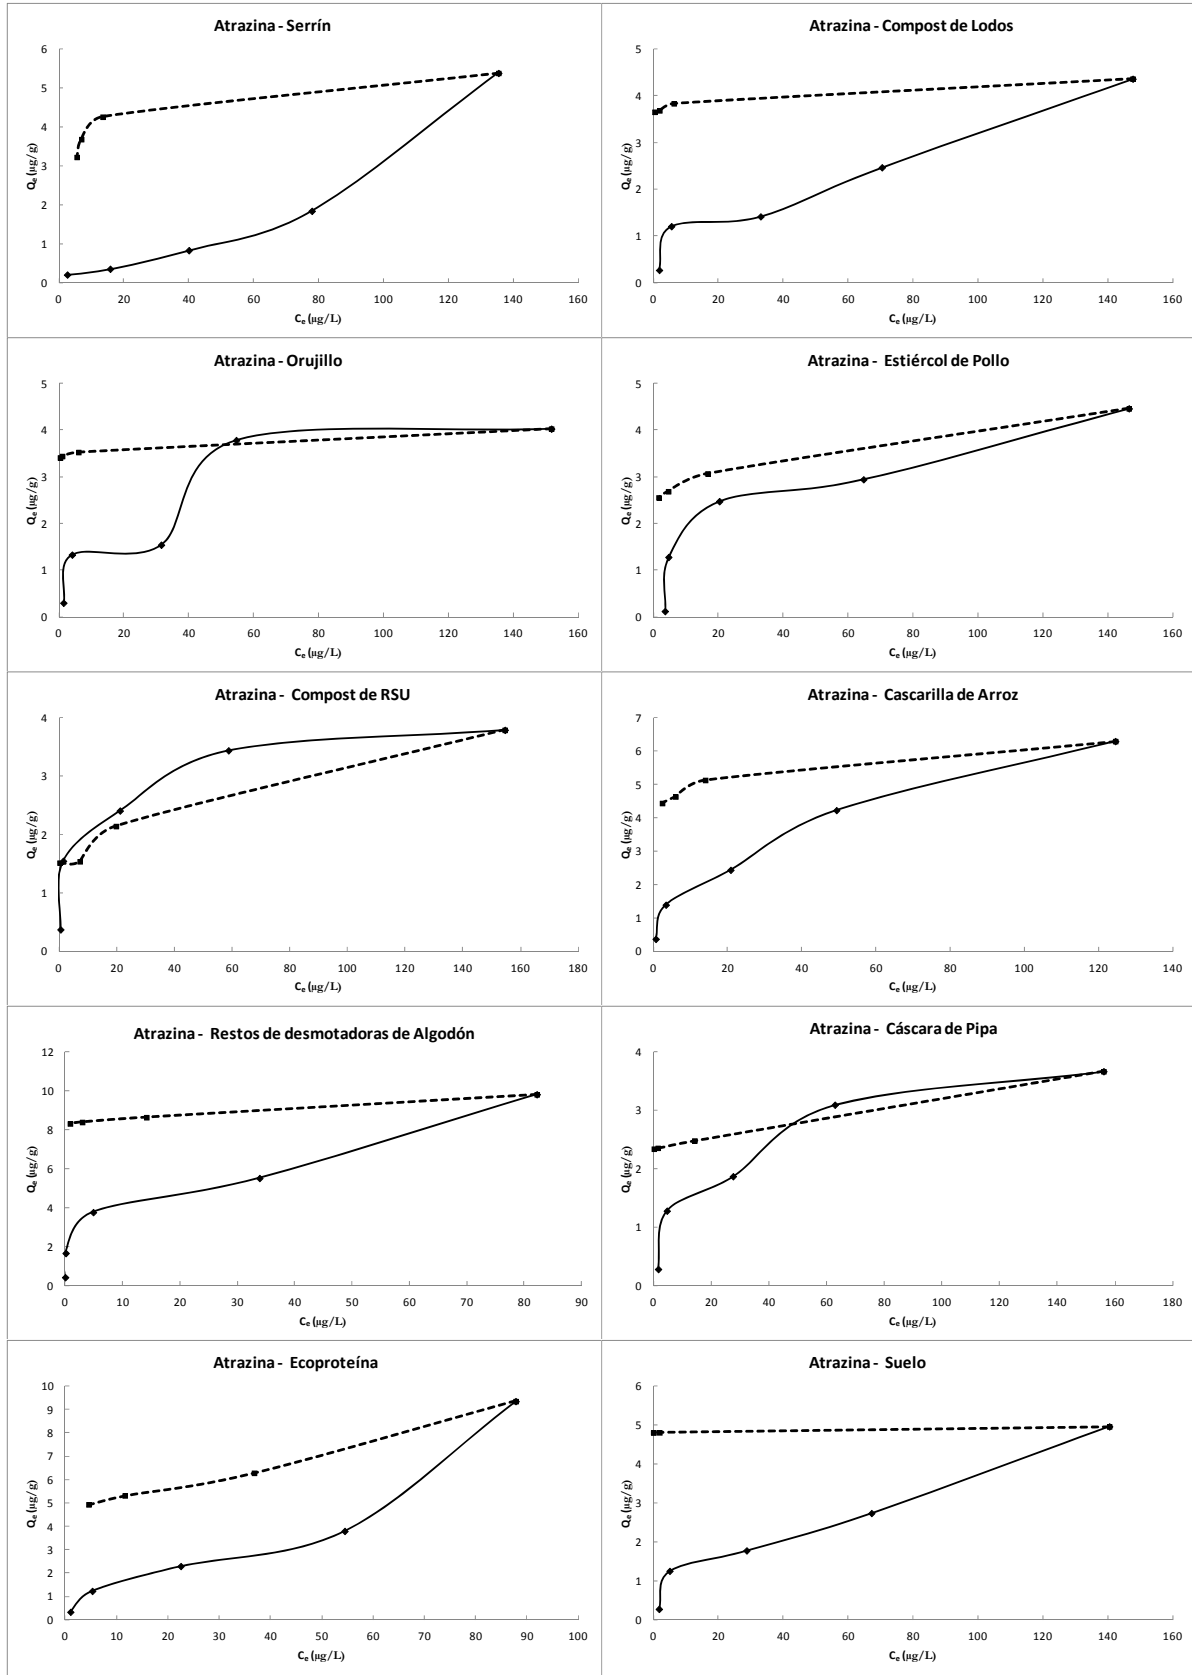 Atrazina - Serrín
6
5
4
3
2
1
0
Qe (µg/g)
0 20 40 60 80 100 120 140 160
Ce (µg/L)
Atrazina - Compost de Lodos
5
4
3
2
1
0
Qe (µg/g)
0 20 40 60 80 100 120 140 160
Ce (µg/L)
Atrazina - Orujillo
5
4
3
2
1
0
Qe (µg/g)
0 20 40 60 80 100 120 140 160
Ce (µg/L)
Atrazina - Estiércol de Pollo
5
4
3
2
1
0
Qe (µg/g)
0 20 40 60 80 100 120 140 160
Ce (µg/L)
Atrazina - Compost de RSU
4
3
2
1
0
Qe (µg/g)
0 20 40 60 80 100 120 140 160 180
Ce (µg/L)
Atrazina - Cascarilla de Arroz
7
6
5
4
3
2
1
0
Qe (µg/g)
0 20 40 60 80 100 120 140
Ce (µg/L)
Atrazina - Restos de desmotadoras de Algodón
12
10
8
6
4
2
0
Qe (µg/g)
0 10 20 30 40 50 60 70 80 90
Ce (µg/L)
Atrazina - Cáscara de Pipa
4
3
2
1
0
Qe (µg/g)
0 20 40 60 80 100 120 140 160 180
Ce (µg/L)
Atrazina - Ecoproteína
10
9
8
7
6
5
4
3
2
1
0
Qe (µg/g)
0 10 20 30 40 50 60 70 80 90 100
Ce (µg/L)
Atrazina - Suelo
6
5
4
3
2
1
0
Qe (µg/g)
0 20 40 60 80 100 120 140 160
Ce (µg/L)